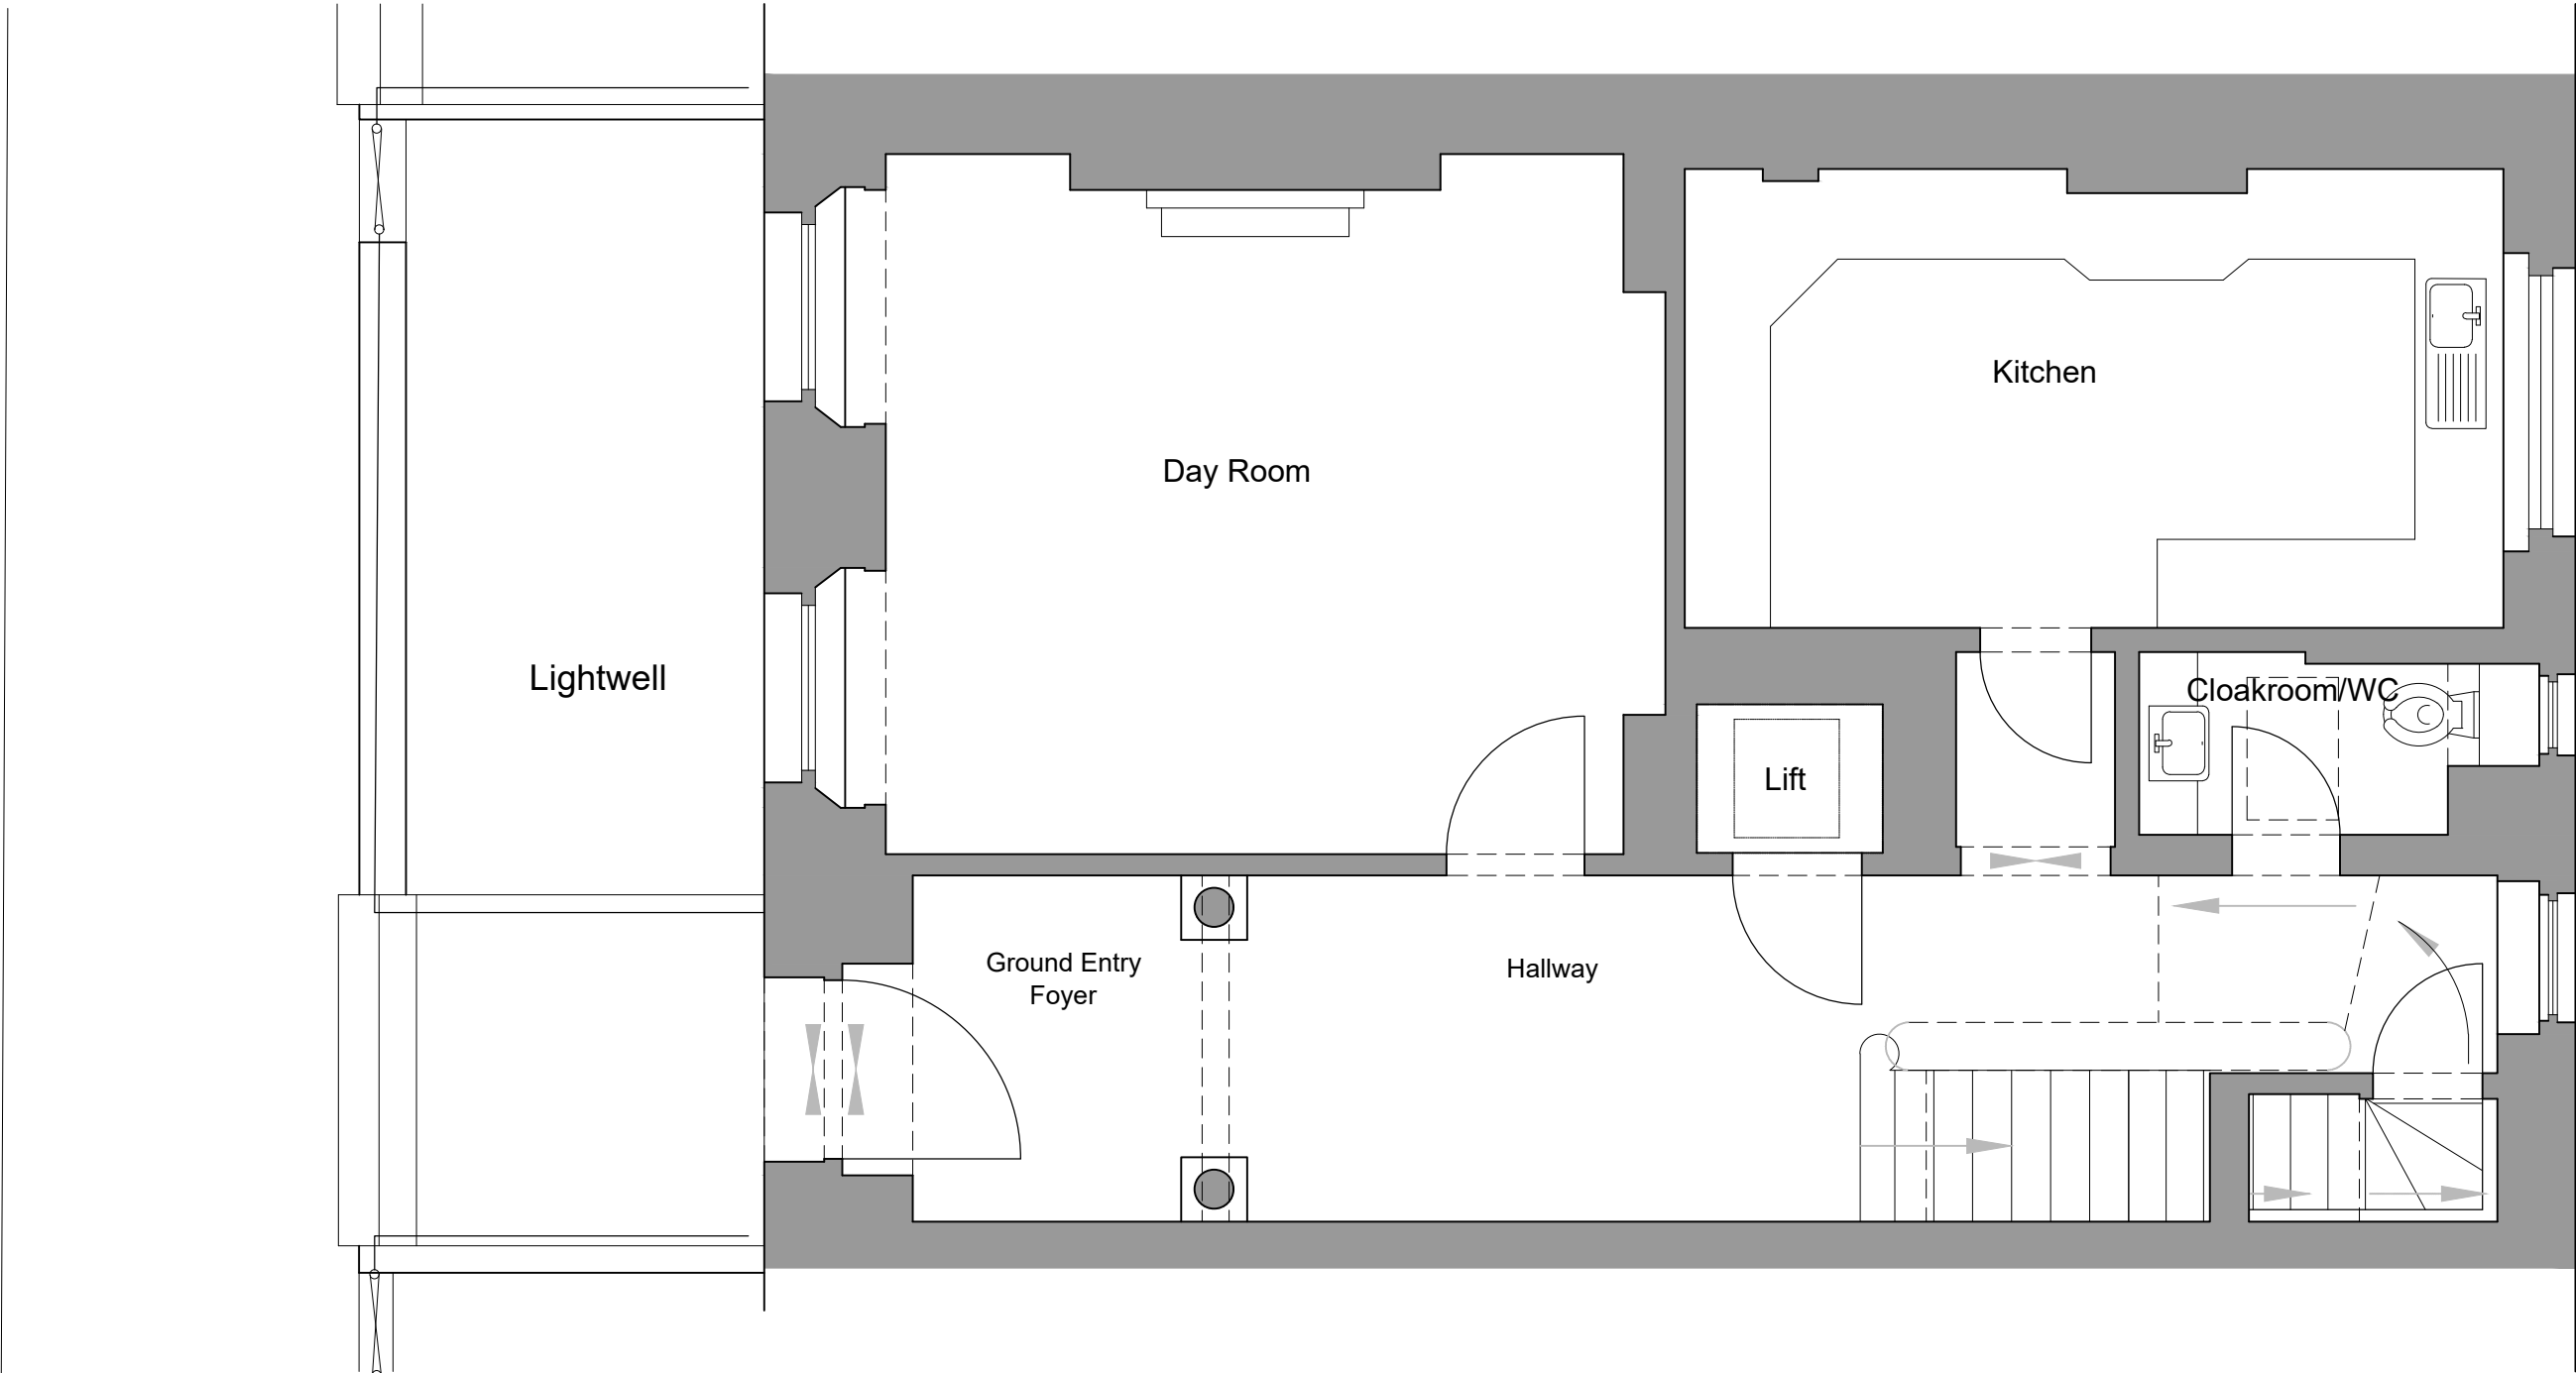 Kitchen
Day Room
Lightwell
Cloakroom/WC
Lift
Ground Entry
Foyer
Hallway